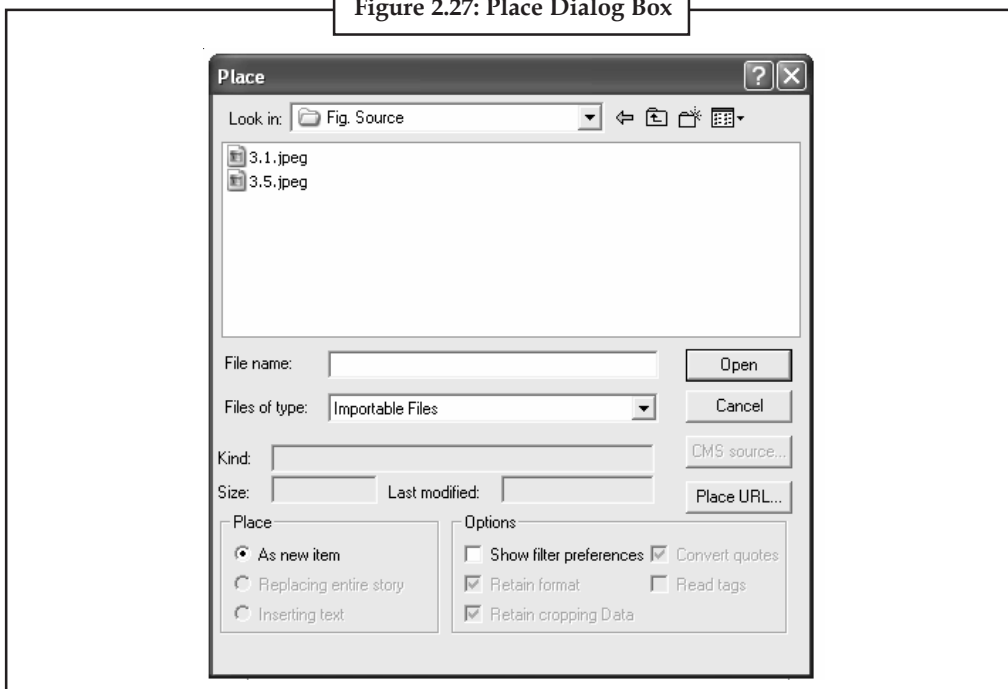 Figure 2.27: Place Dialog Box
Place
Look in: Fig. Source
3.1.jpeg
3.5.jpeg
File name: Open
Files of type: Importable Files Cancel
Kind: CMS source...
Size: Last modified: Place URL...
Place Options
As new item Show filter preferences Convert quotes
Replacing entire story Retain format Read tags
Inserting text Retain cropping Data